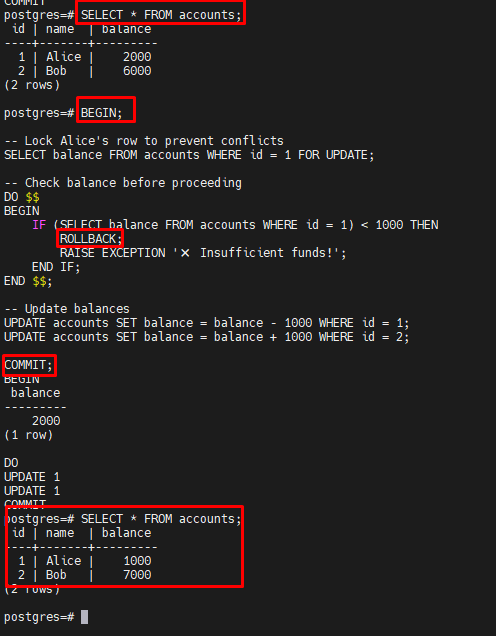 COMMIT
postgres=# SELECT * FROM accounts;
 id | name  | balance
----+-------+---------
  1 | Alice |    2000
  2 | Bob   |    6000
(2 rows)

postgres=# BEGIN;

-- Lock Alice's row to prevent conflicts
SELECT balance FROM accounts WHERE id = 1 FOR UPDATE;

-- Check balance before proceeding
DO $$
BEGIN
    IF (SELECT balance FROM accounts WHERE id = 1) < 1000 THEN
        ROLLBACK;
        RAISE EXCEPTION '❌ Insufficient funds!';
    END IF;
END $$;

-- Update balances
UPDATE accounts SET balance = balance - 1000 WHERE id = 1;
UPDATE accounts SET balance = balance + 1000 WHERE id = 2;

COMMIT;
BEGIN
 balance
---------
    2000
(1 row)

DO
UPDATE 1
UPDATE 1
COMMIT
postgres=# SELECT * FROM accounts;
 id | name  | balance
----+-------+---------
  1 | Alice |    1000
  2 | Bob   |    7000
(2 rows)

postgres=#